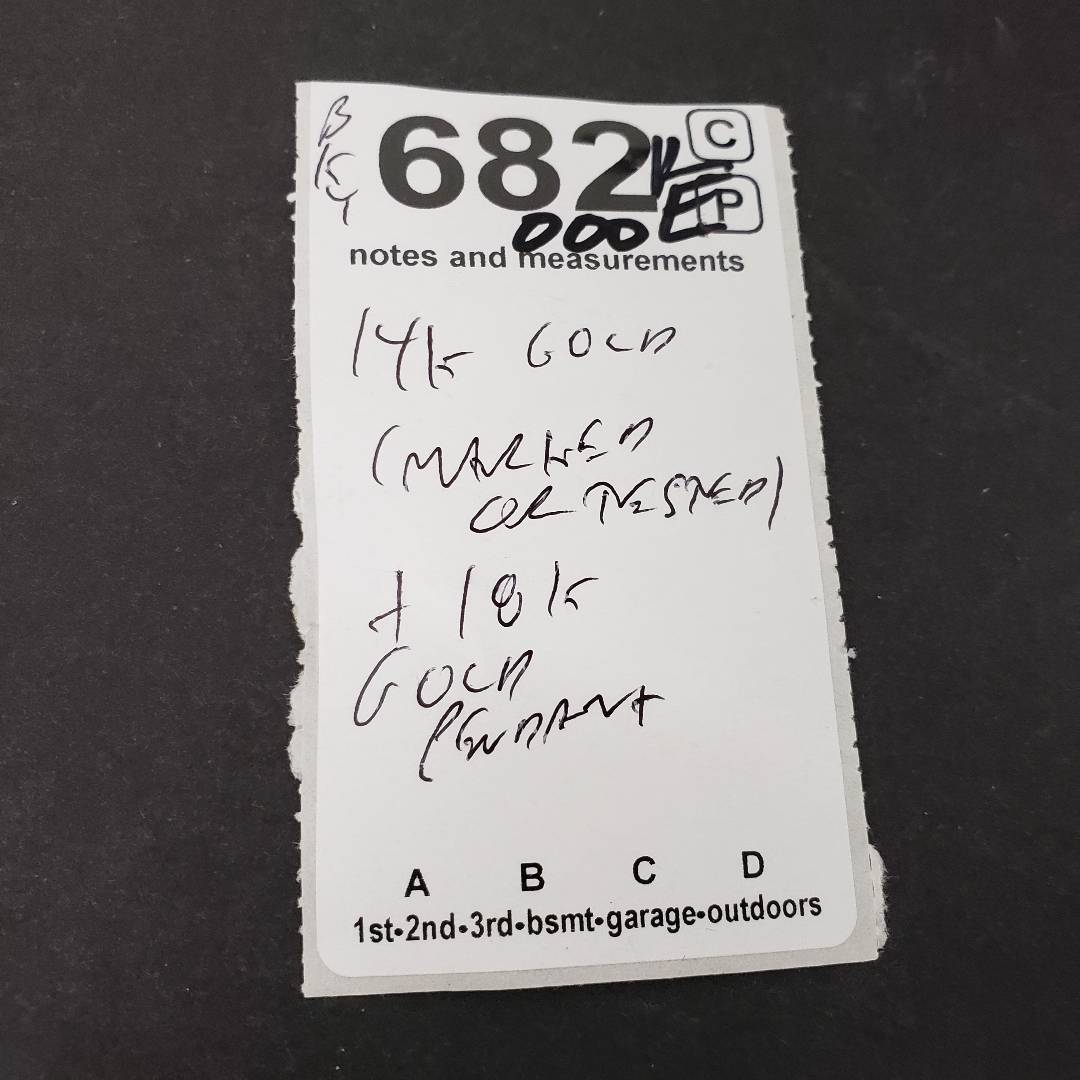 682
C
P
000
notes and measurements
14k GOLD
(MARKED
OR TESTED)
+ 18k
GOLD
PENDANT
A B C D
1st•2nd•3rd•bsmt•garage•outdoors